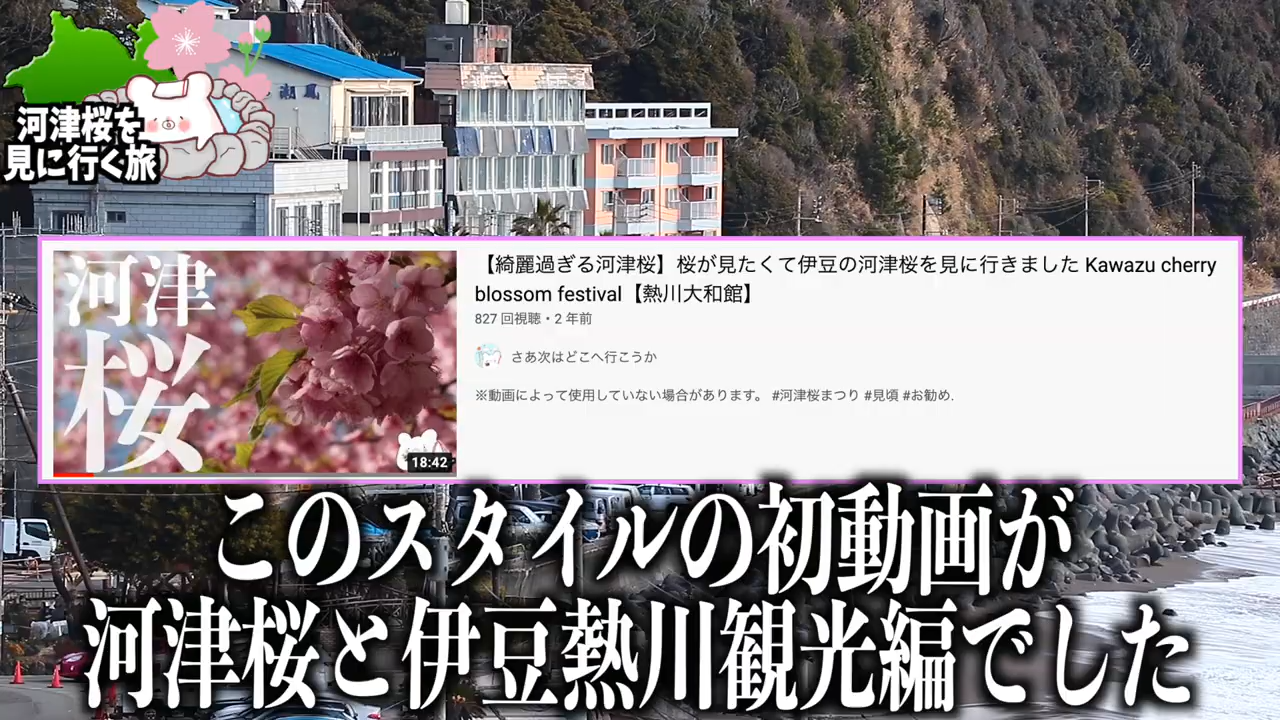 河津桜を
見に行く旅
潮風
河津
桜
18:42
【綺麗過ぎる河津桜】桜が見たくて伊豆の河津桜を見に行きました Kawazu cherry
blossom festival【熱川大和館】
827 回視聴・2 年前
さあ次はどこへ行こうか
※動画によって使用していない場合があります。 #河津桜まつり #見頃 #お勧め.
このスタイルの初動画が
河津桜と伊豆熱川観光編でした